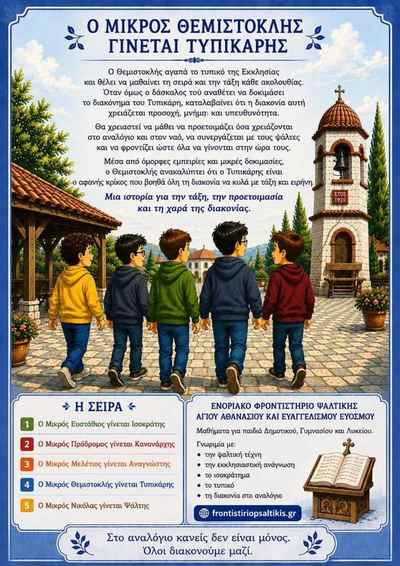 Ο ΜΙΚΡΟΣ ΘΕΜΙΣΤΟΚΛΗΣ
ΓΙΝΕΤΑΙ ΤΥΠΙΚΑΡΗΣ
Ο Θεμιστοκλής αγαπά το τυπικό της Εκκλησίας
και θέλει να μαθαίνει τη σειρά και την τάξη κάθε ακολουθίας.
Όταν όμως ο δάσκαλος τού αναθέτει να δοκιμάσει
το διακόνημα του Τυπικάρη, καταλαβαίνει ότι η διακονία αυτή
χρειάζεται προσοχή, μνήμη και υπευθυνότητα.
Θα χρειαστεί να μάθει να προετοιμάζει όσα χρειάζονται
στο αναλόγιο και στον ναό, να συνεργάζεται με τους ψάλτες
και να φροντίζει ώστε όλα να γίνονται στην ώρα τους.
Μέσα από όμορφες εμπειρίες και μικρές δοκιμασίες,
ο Θεμιστοκλής ανακαλύπτει ότι ο Τυπικάρης είναι
ο αφανής κρίκος που βοηθά όλη τη διακονία να κυλά με τάξη και ειρήνη.
Μια ιστορία για την τάξη, την προετοιμασία
και τη χαρά της διακονίας.
ΕΤΟΣ
Η ΣΕΙΡΑ
1 Ο Μικρός Ευστάθιος γίνεται Ισοκράτης
2 Ο Μικρός Πρόδρομος γίνεται Κανονάρχης
3 Ο Μικρός Μελέτιος γίνεται Αναγνώστης
4 Ο Μικρός Θεμιστοκλής γίνεται Τυπικάρης
5 Ο Μικρός Νικόλας γίνεται Ψάλτης
ΕΝΟΡΙΑΚΟ ΦΡΟΝΤΙΣΤΗΡΙΟ ΨΑΛΤΙΚΗΣ
ΑΓΙΟΥ ΑΘΑΝΑΣΙΟΥ ΚΑΙ ΕΥΑΓΓΕΛΙΣΜΟΥ ΕΥΟΣΜΟΥ
Μαθήματα για παιδιά Δημοτικού, Γυμνασίου και Λυκείου.
Γνωριμία με:
• την ψαλτική τέχνη
• την εκκλησιαστική ανάγνωση
• το ισοκράτημα
• το τυπικό
• τη διακονία στο αναλόγιο
frontistiriopsaltikis.gr
Στο αναλόγιο κανείς δεν είναι μόνος.
Όλοι διακονούμε μαζί.